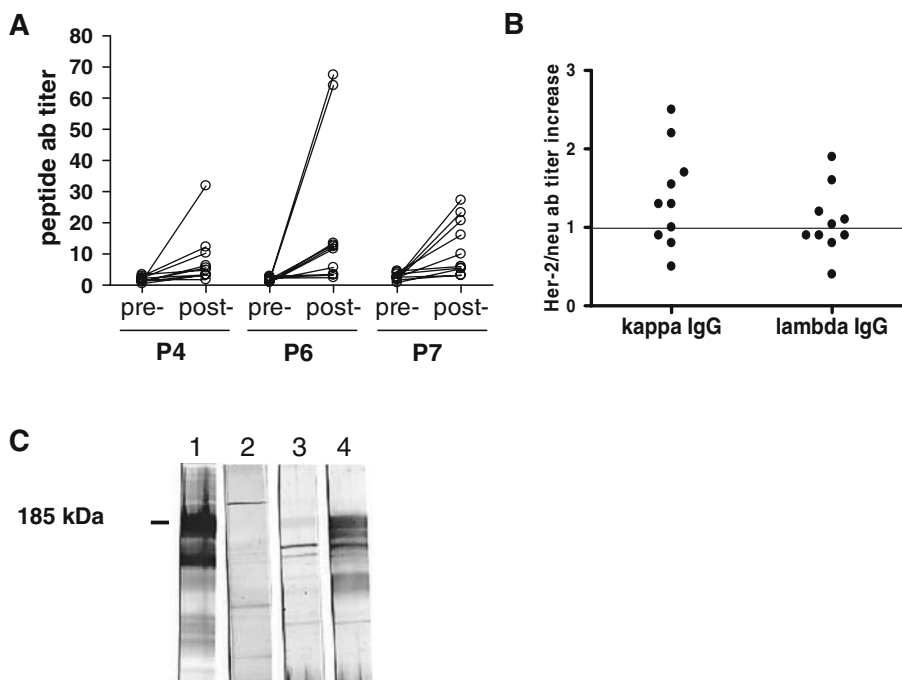 A
peptide ab titer
80
70
60
50
40
30
20
10
0
pre- post- pre- post- pre- post-
P4 P6 P7
B
Her-2/neu ab titer increase
3
2
1
0
kappa IgG lambda IgG
C
1 2 3 4
185 kDa